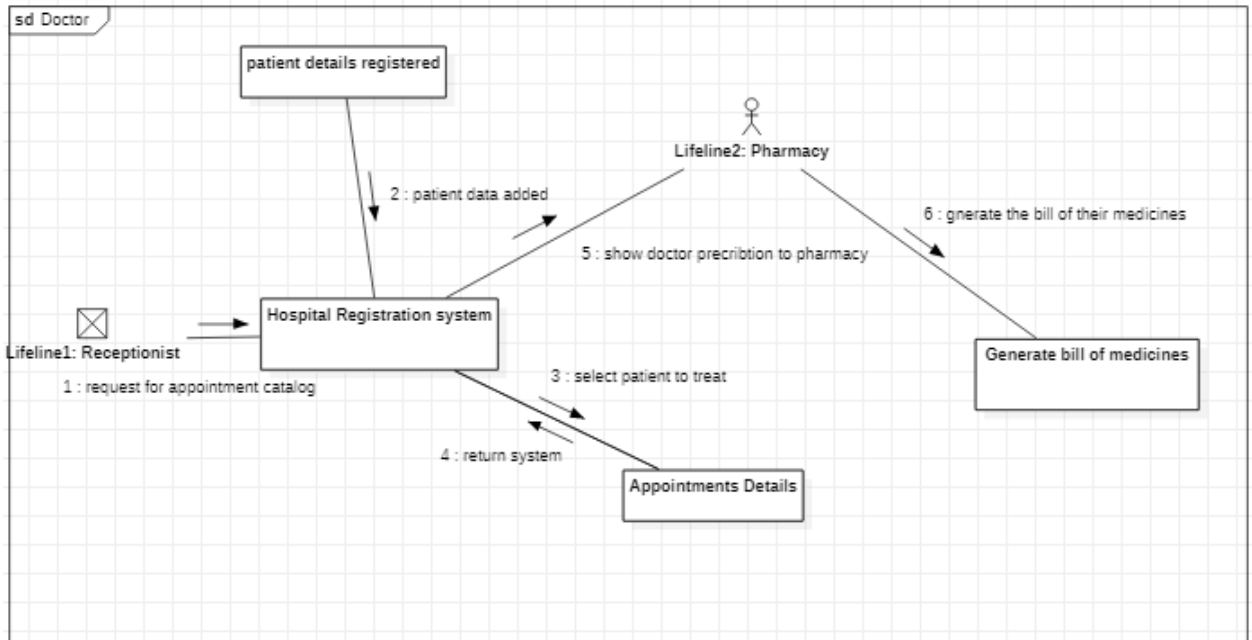 sd Doctor
patient details registered
Lifeline2: Pharmacy
2 : patient data added
6 : gnerate the bill of their medicines
5 : show doctor precribtion to pharmacy
Hospital Registration system
Lifeline1: Receptionist
Generate bill of medicines
1 : request for appointment catalog
3 : select patient to treat
4 : return system
Appointments Details